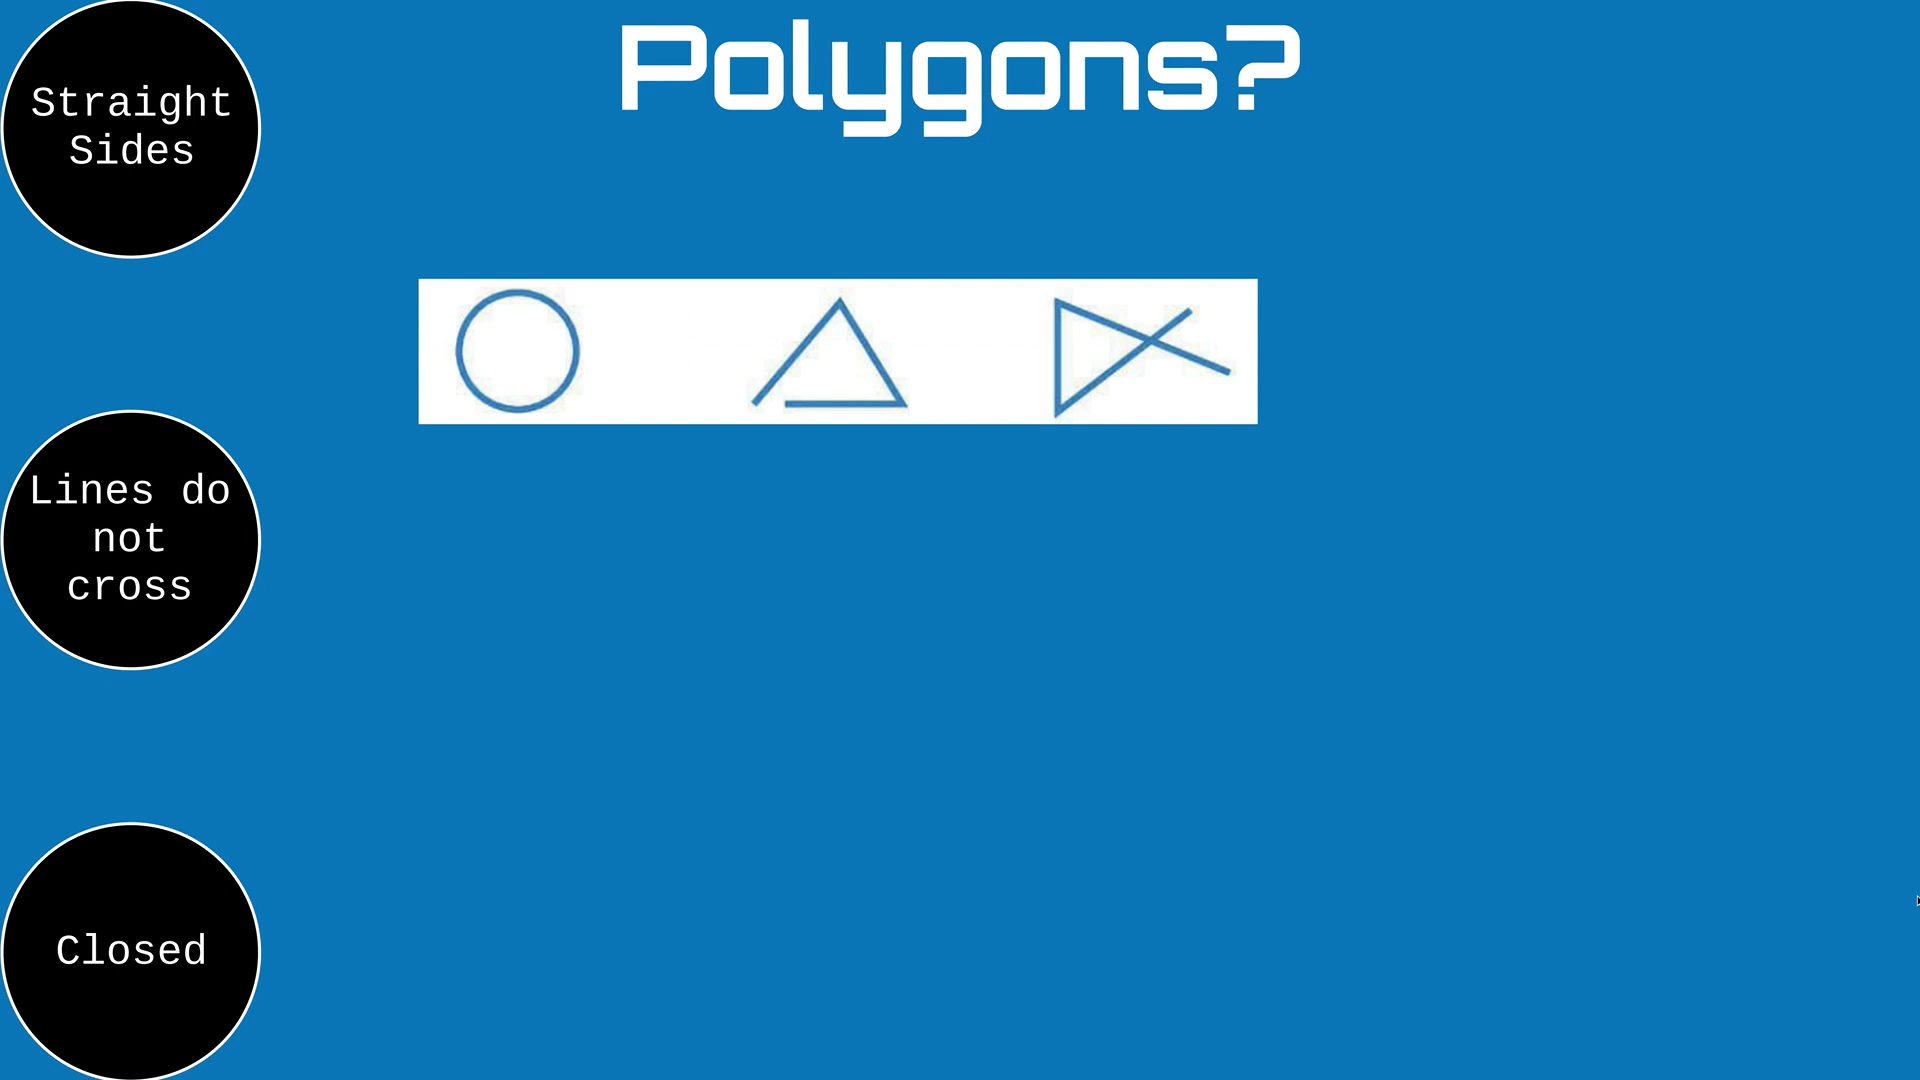 Polygons?
Straight
Sides
Lines do
not
cross
Closed